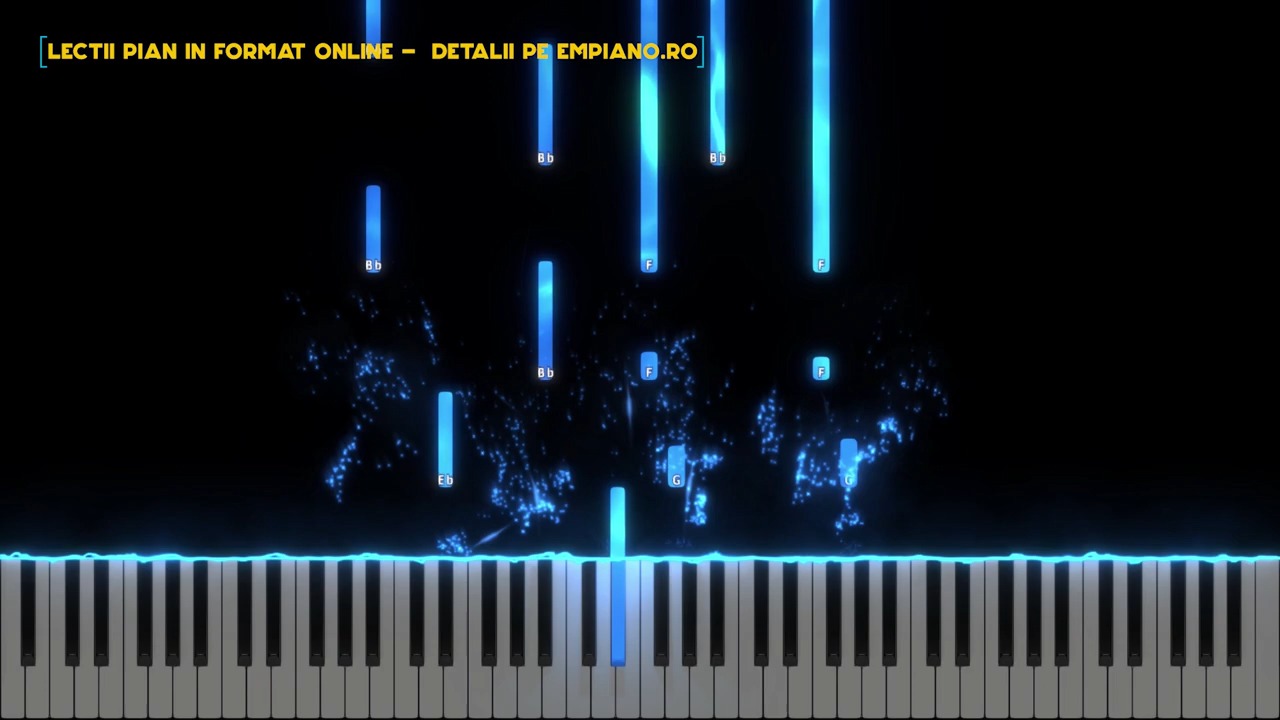 [LECTII PIAN IN FORMAT ONLINE - DETALII PE EMPIANO.RO]
Bb Bb
Bb F F
Bb F F
Eb G G